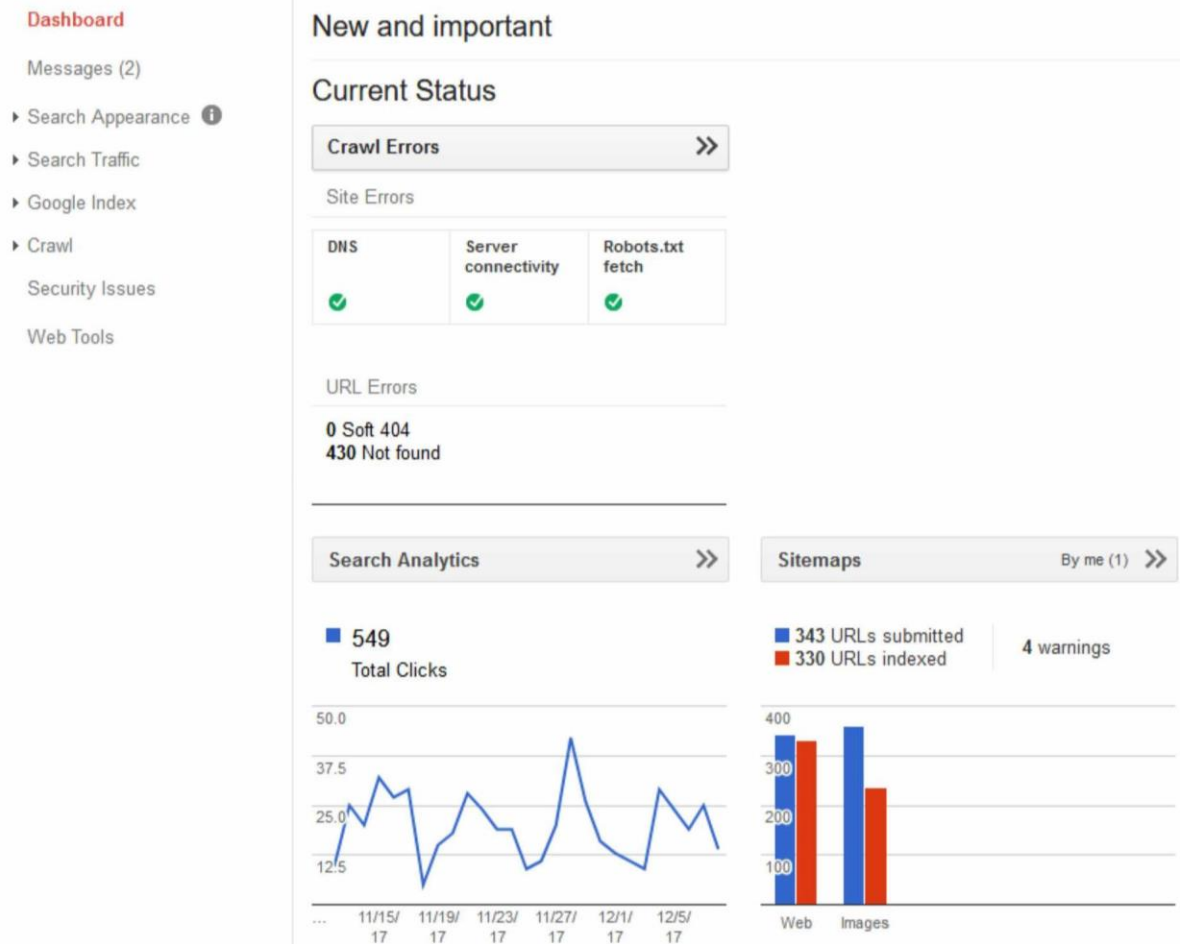 Dashboard
Messages (2)
Search Appearance
Search Traffic
Google Index
Crawl
Security Issues
Web Tools
New and important
Current Status
Crawl Errors
Site Errors
DNS
Server
connectivity
Robots.txt
fetch
URL Errors
0 Soft 404
430 Not found
Search Analytics
549
Total Clicks
50.0
37.5
25.0
12.5
...
11/15/
17
11/19/
17
11/23/
17
11/27/
17
12/1/
17
12/5/
17
Sitemaps
By me (1)
343 URLs submitted
330 URLs indexed
4 warnings
400
300
200
100
Web
Images